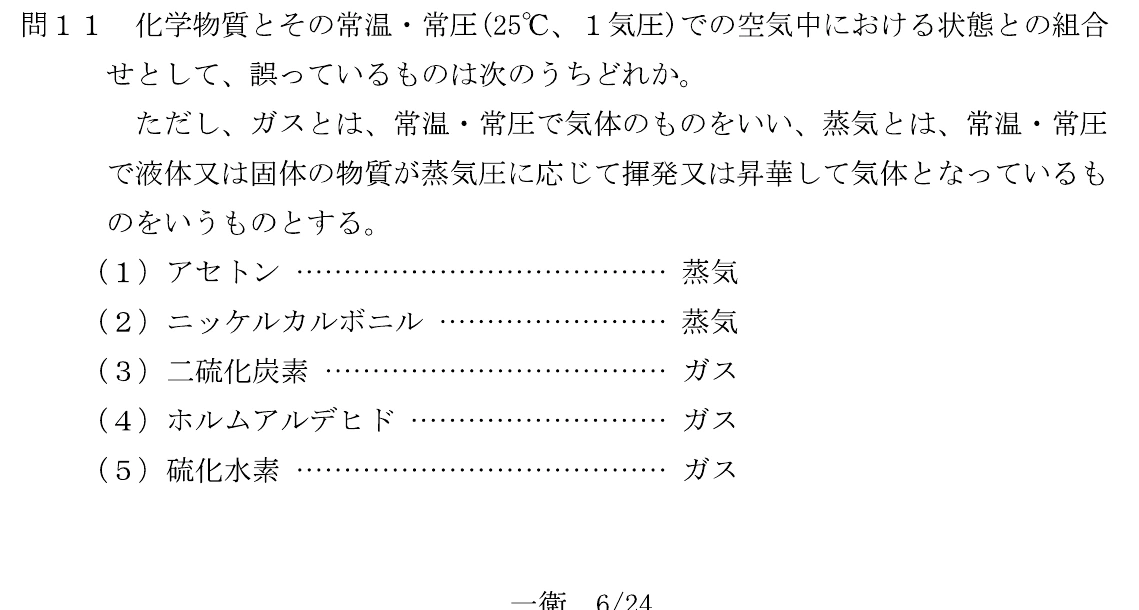 問11 化学物質とその常温・常圧(25℃、1気圧)での空気中における状態との組合
せとして、誤っているものは次のうちどれか。
ただし、ガスとは、常温・常圧で気体のものをいい、蒸気とは、常温・常圧
で液体又は固体の物質が蒸気圧に応じて揮発又は昇華して気体となっているも
のをいうものとする。
(1)アセトン …………………………………… 蒸気
(2)ニッケルカルボニル ……………………… 蒸気
(3)二硫化炭素 ………………………………… ガス
(4)ホルムアルデヒド ………………………… ガス
(5)硫化水素 …………………………………… ガス
一衛 6/24